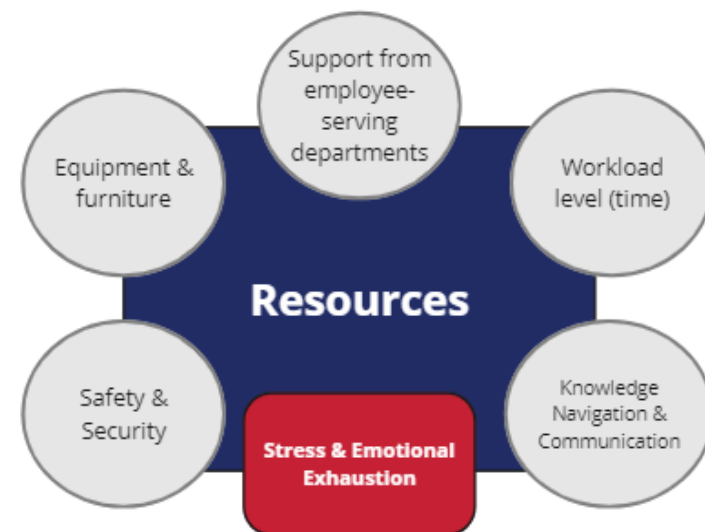 Support from
employee-
serving
departments
Equipment &
furniture
Workload
level (time)
Resources
Safety &
Security
Knowledge
Navigation &
Communication
Stress & Emotional
Exhaustion